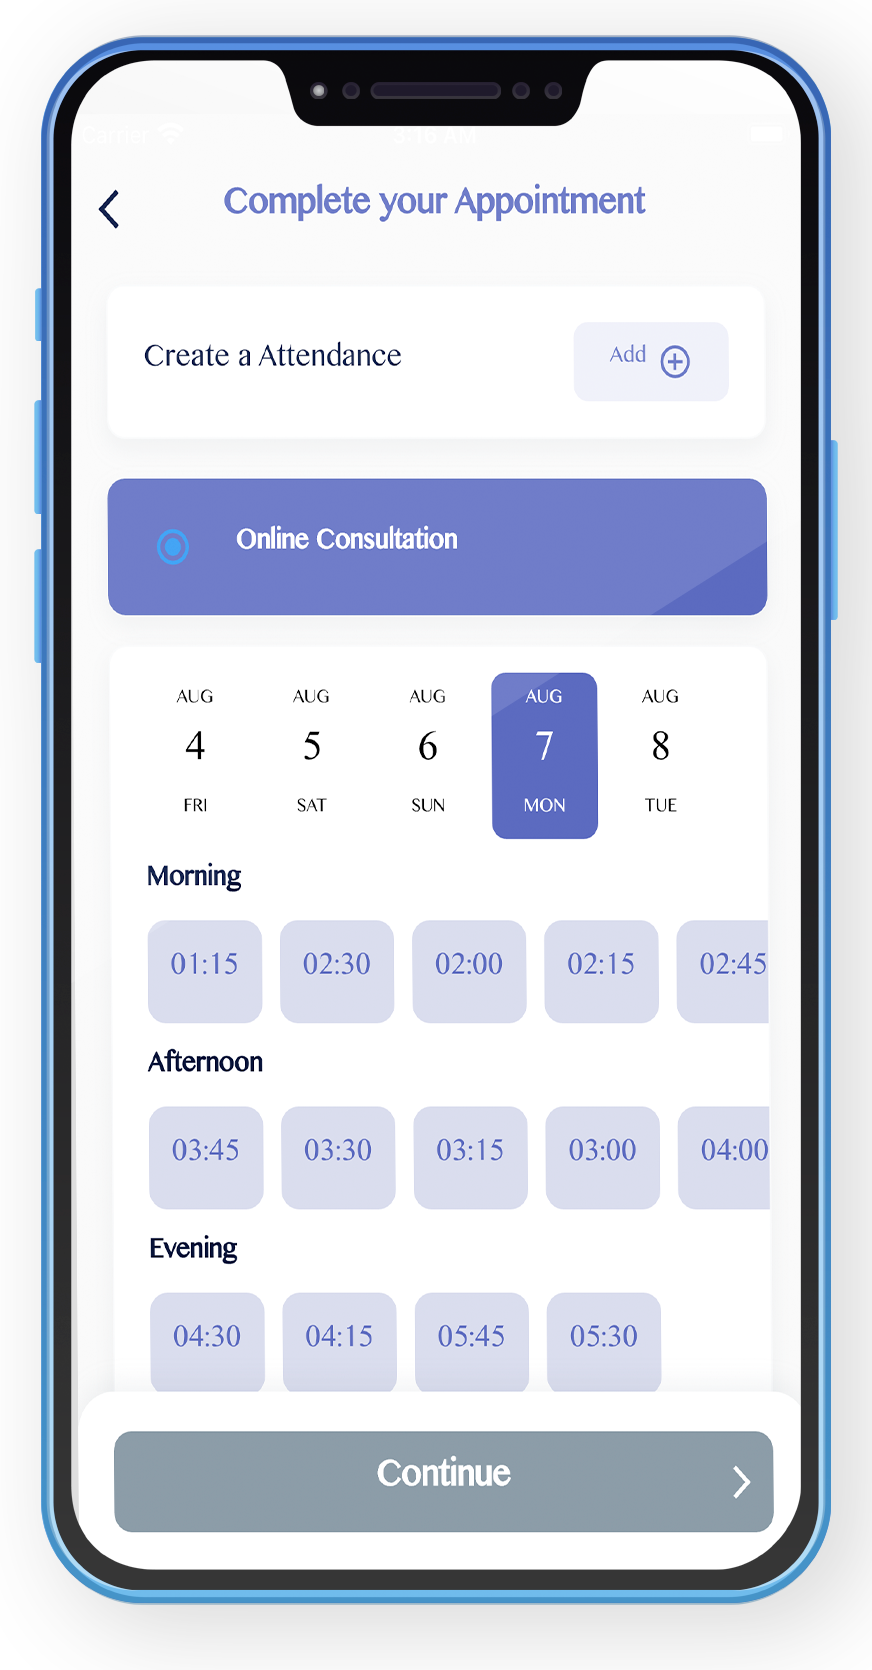 Carrier 3:16 AM
Complete your Appointment
Create a Attendance
Add
Online Consultation
AUG AUG AUG AUG AUG
4 5 6 7 8
FRI SAT SUN MON TUE
Morning
01:15 02:30 02:00 02:15 02:45
Afternoon
03:45 03:30 03:15 03:00 04:00
Evening
04:30 04:15 05:45 05:30
Continue